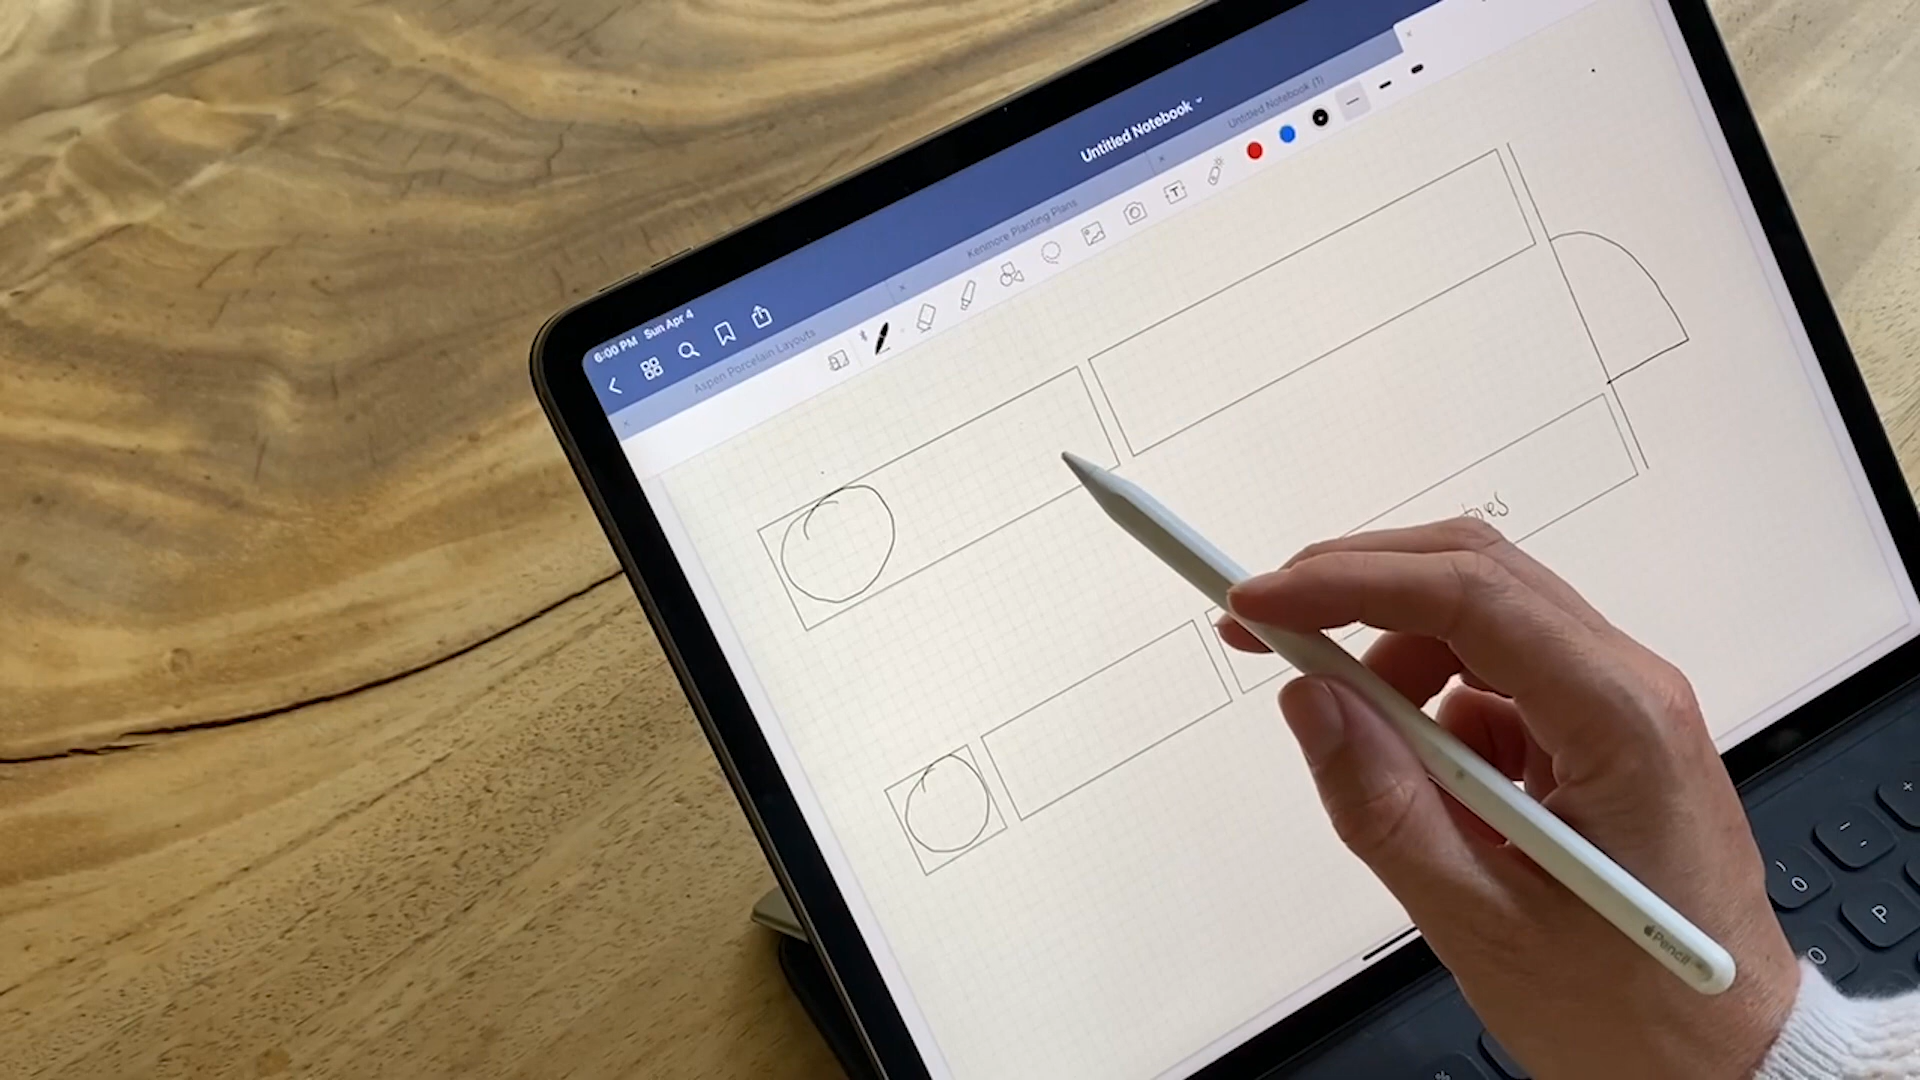 6:00 PM Sun Apr 4
Untitled Notebook
Aspen Porcelain Layouts
Kenmore Planting Plans
Untitled Notebook (1)
T
Pencil
P